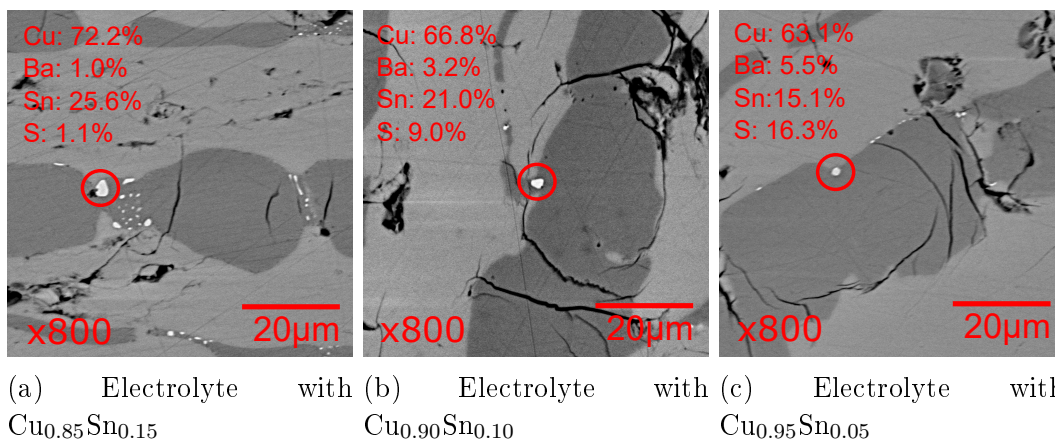 Cu: 72.2%
Ba: 1.0%
Sn: 25.6%
S: 1.1%
x800
20μm
Cu: 66.8%
Ba: 3.2%
Sn: 21.0%
S: 9.0%
x800
20μm
Cu: 63.1%
Ba: 5.5%
Sn:15.1%
S: 16.3%
x800
20μm
(a) Electrolyte with
Cu₀.₈₅Sn₀.₁₅
(b) Electrolyte with
Cu₀.₉₀Sn₀.₁₀
(c) Electrolyte with
Cu₀.₉₅Sn₀.₀₅